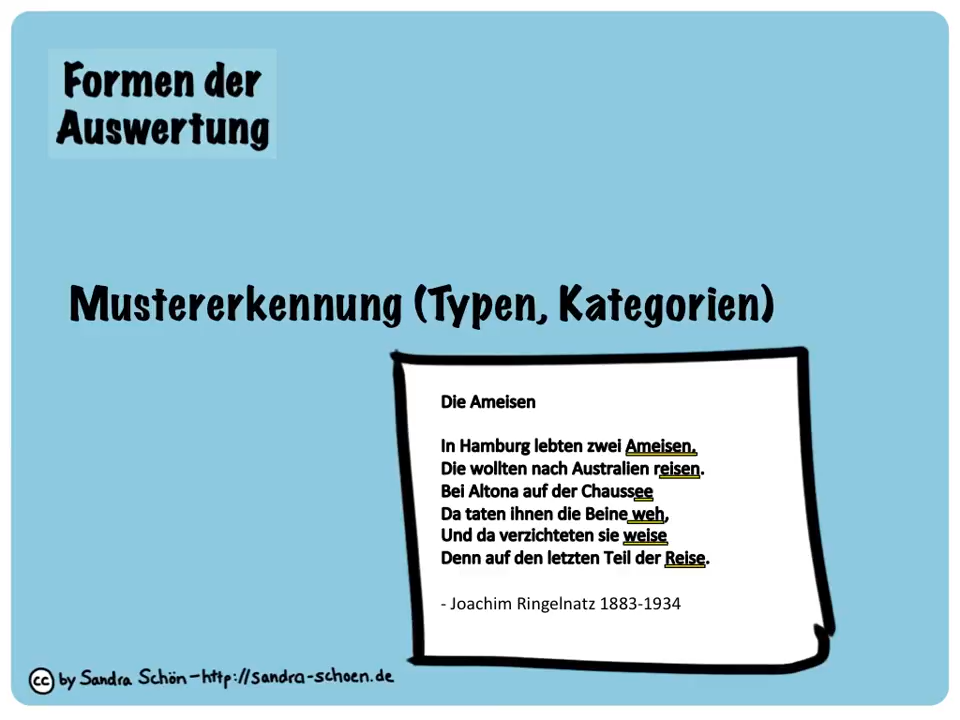 Formen der
Auswertung
Mustererkennung (Typen, Kategorien)
Die Ameisen
In Hamburg lebten zwei Ameisen,
Die wollten nach Australien reisen.
Bei Altona auf der Chaussee
Da taten ihnen die Beine weh,
Und da verzichteten sie weise
Denn auf den letzten Teil der Reise.
- Joachim Ringelnatz 1883-1934
cc by Sandra Schön-http://sandra-schoen.de